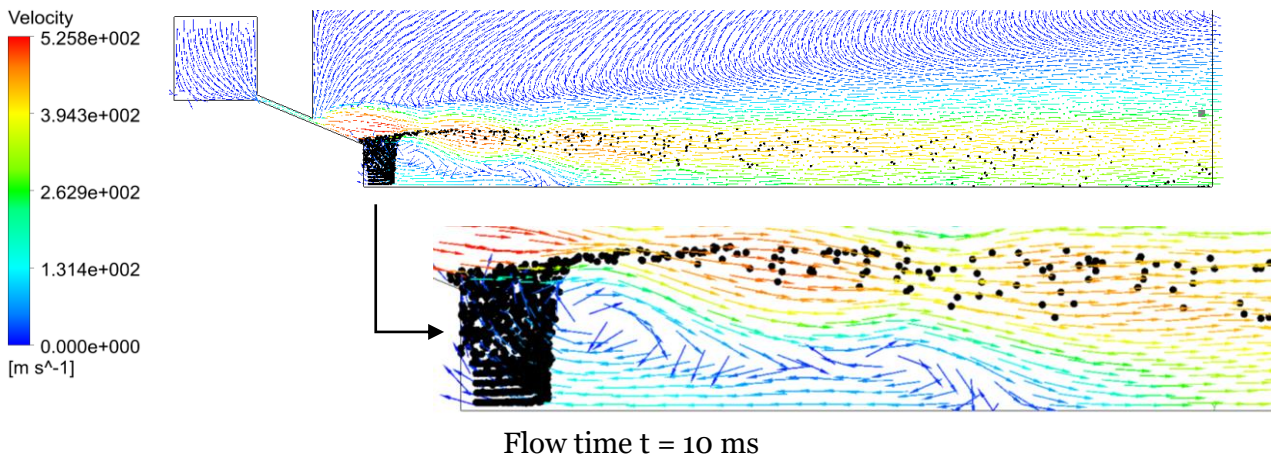 Velocity
5.258e+002
3.943e+002
2.629e+002
1.314e+002
0.000e+000
[m s^-1]
Flow time t = 10 ms